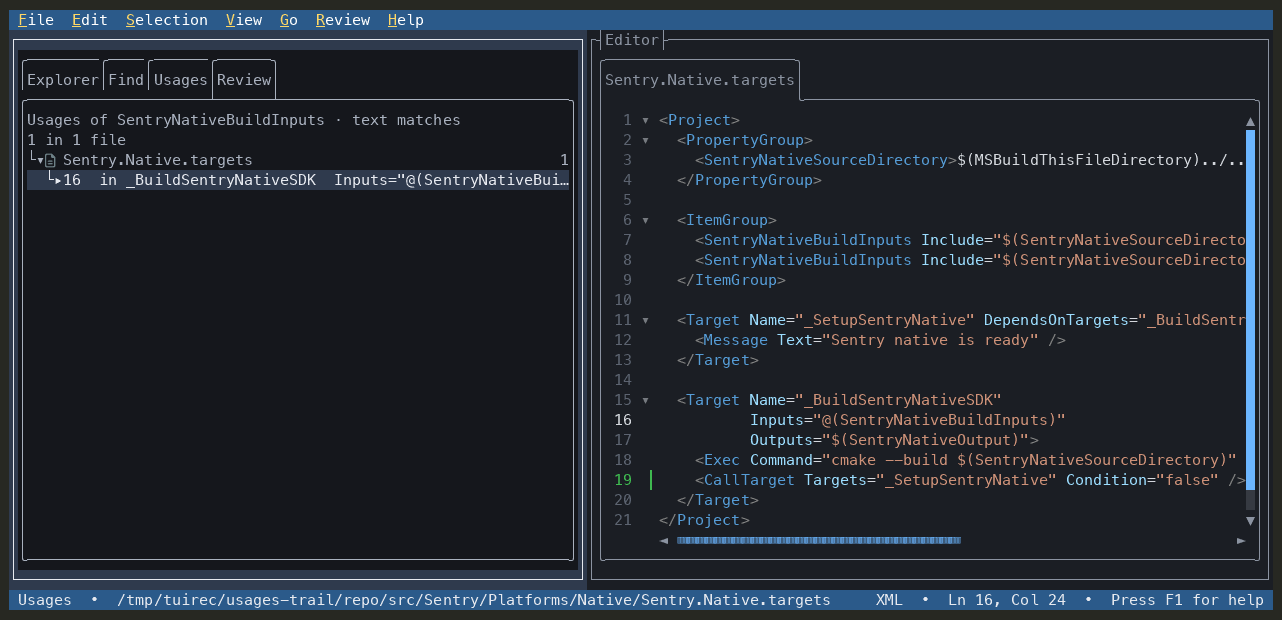 File Edit Selection View Go Review Help
Editor
Explorer Find Usages Review
Sentry.Native.targets
Usages of SentryNativeBuildInputs · text matches
1 in 1 file
Sentry.Native.targets 1
16 in _BuildSentryNativeSDK Inputs="@(SentryNativeBui…
1 <Project>
2 <PropertyGroup>
3 <SentryNativeSourceDirectory>$(MSBuildThisFileDirectory)../..
4 </PropertyGroup>
5
6 <ItemGroup>
7 <SentryNativeBuildInputs Include="$(SentryNativeSourceDirecto
8 <SentryNativeBuildInputs Include="$(SentryNativeSourceDirecto
9 </ItemGroup>
10
11 <Target Name="_SetupSentryNative" DependsOnTargets="_BuildSentr
12 <Message Text="Sentry native is ready" />
13 </Target>
14
15 <Target Name="_BuildSentryNativeSDK"
16 Inputs="@(SentryNativeBuildInputs)"
17 Outputs="$(SentryNativeOutput)">
18 <Exec Command="cmake --build $(SentryNativeSourceDirectory)"
19 <CallTarget Targets="_SetupSentryNative" Condition="false" />
20 </Target>
21 </Project>
Usages • /tmp/tuirec/usages-trail/repo/src/Sentry/Platforms/Native/Sentry.Native.targets XML • Ln 16, Col 24 • Press F1 for help